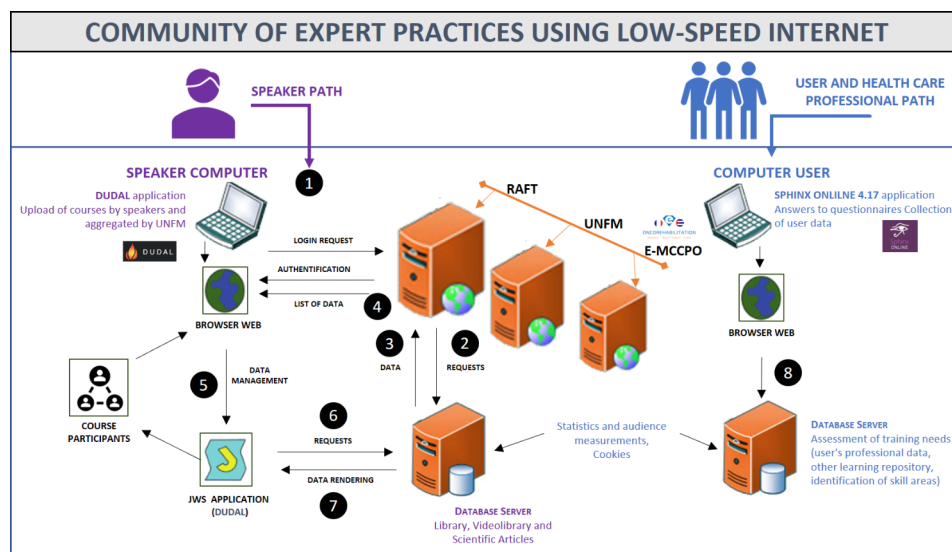 COMMUNITY OF EXPERT PRACTICES USING LOW-SPEED INTERNET
SPEAKER PATH
USER AND HEALTH CARE
PROFESSIONAL PATH
SPEAKER COMPUTER
DUDAL application
Upload of courses by speakers and
aggregated by UNFM
DUDAL
1
RAFT
UNFM
ONCOREHABILITATION
E-MCCPO
COMPUTER USER
SPHINX ONLILNE 4.17 application
Answers to questionnaires Collection
of user data
Sphinx
ONLINE
LOGIN REQUEST
AUTHENTIFICATION
LIST OF DATA
4
BROWSER WEB
BROWSER WEB
3
DATA
2
REQUESTS
5
DATA
MANAGEMENT
8
COURSE
PARTICIPANTS
6
REQUESTS
DATA RENDERING
7
JWS APPLICATION
(DUDAL)
Statistics and audience
measurements,
Cookies
DATABASE SERVER
Assessment of training needs
(user's professional data,
other learning repository,
identification of skill areas)
DATABASE SERVER
Library, Videolibrary and
Scientific Articles